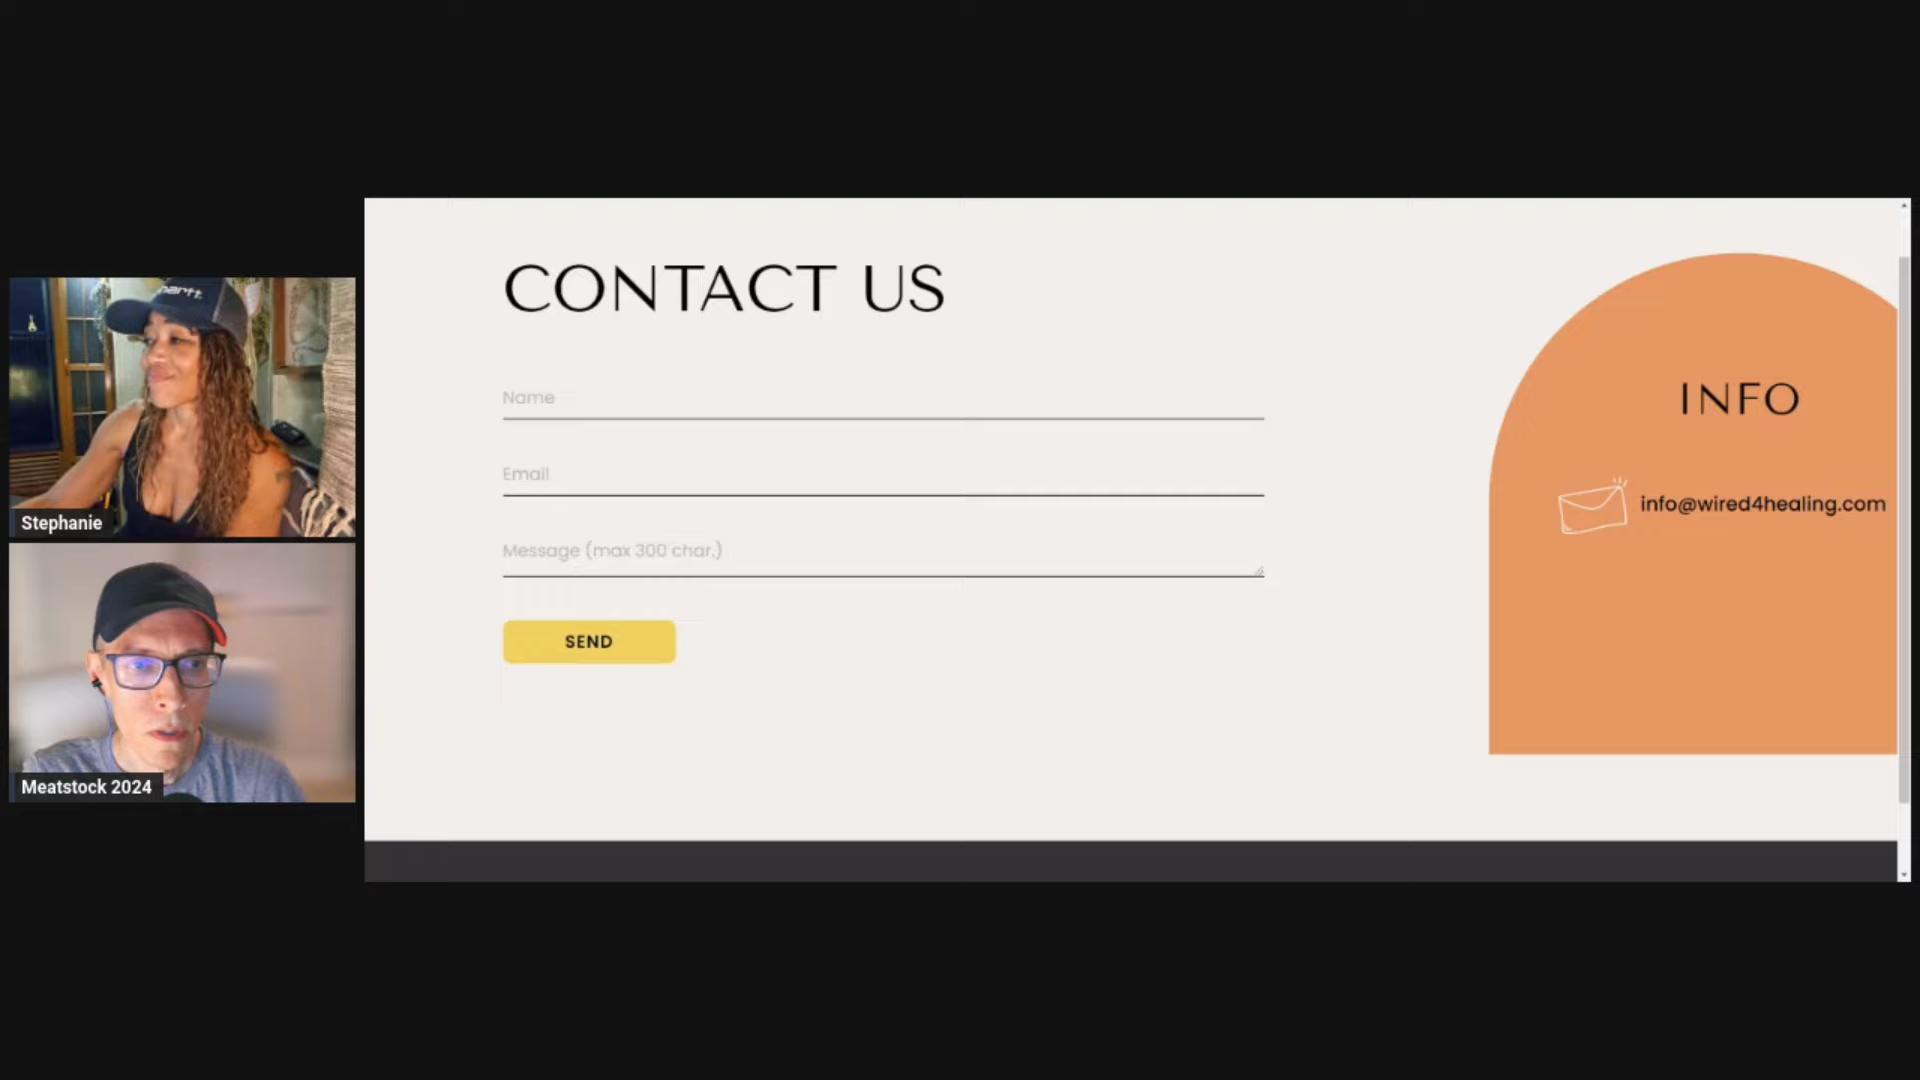 Stephanie
Meatstock 2024
CONTACT US
Name
Email
Message (max 300 char.)
SEND
INFO
info@wired4healing.com